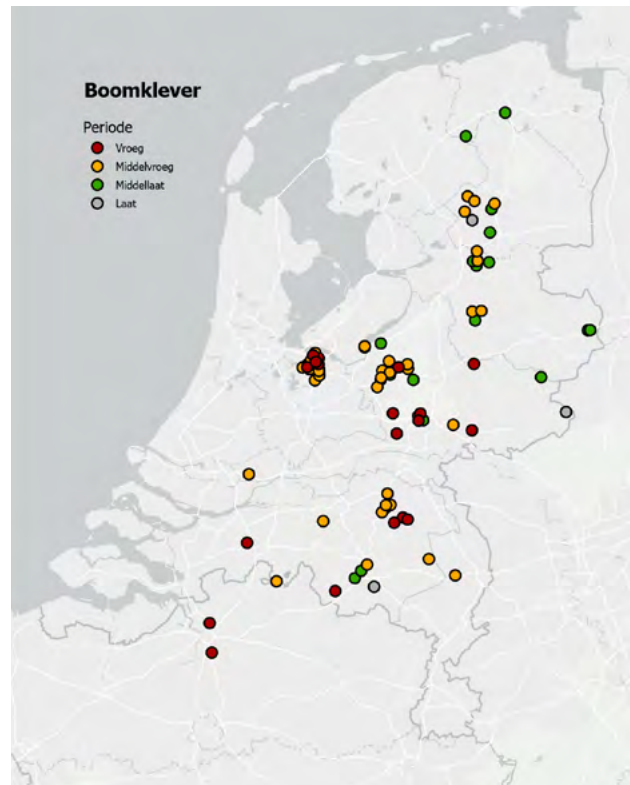 Boomklever
Periode
Vroeg
Middelvroeg
Middellaat
Laat